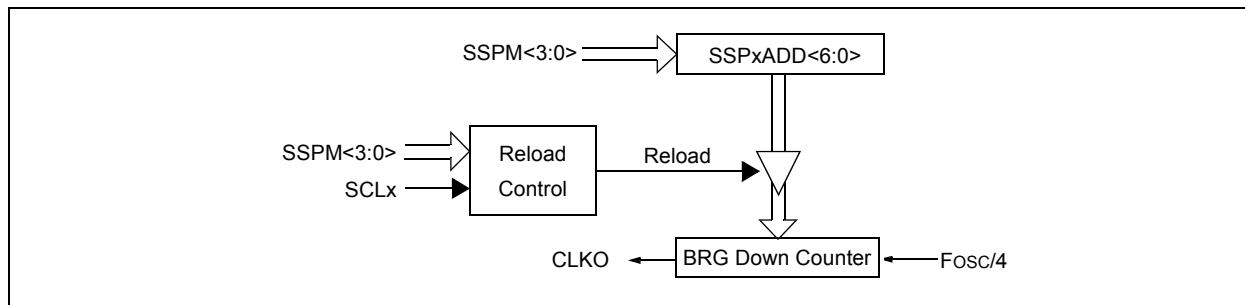 SSPM<3:0>
SSPxADD<6:0>
SSPM<3:0>
SCLx
Reload
Control
Reload
CLKO
BRG Down Counter
FOSC/4